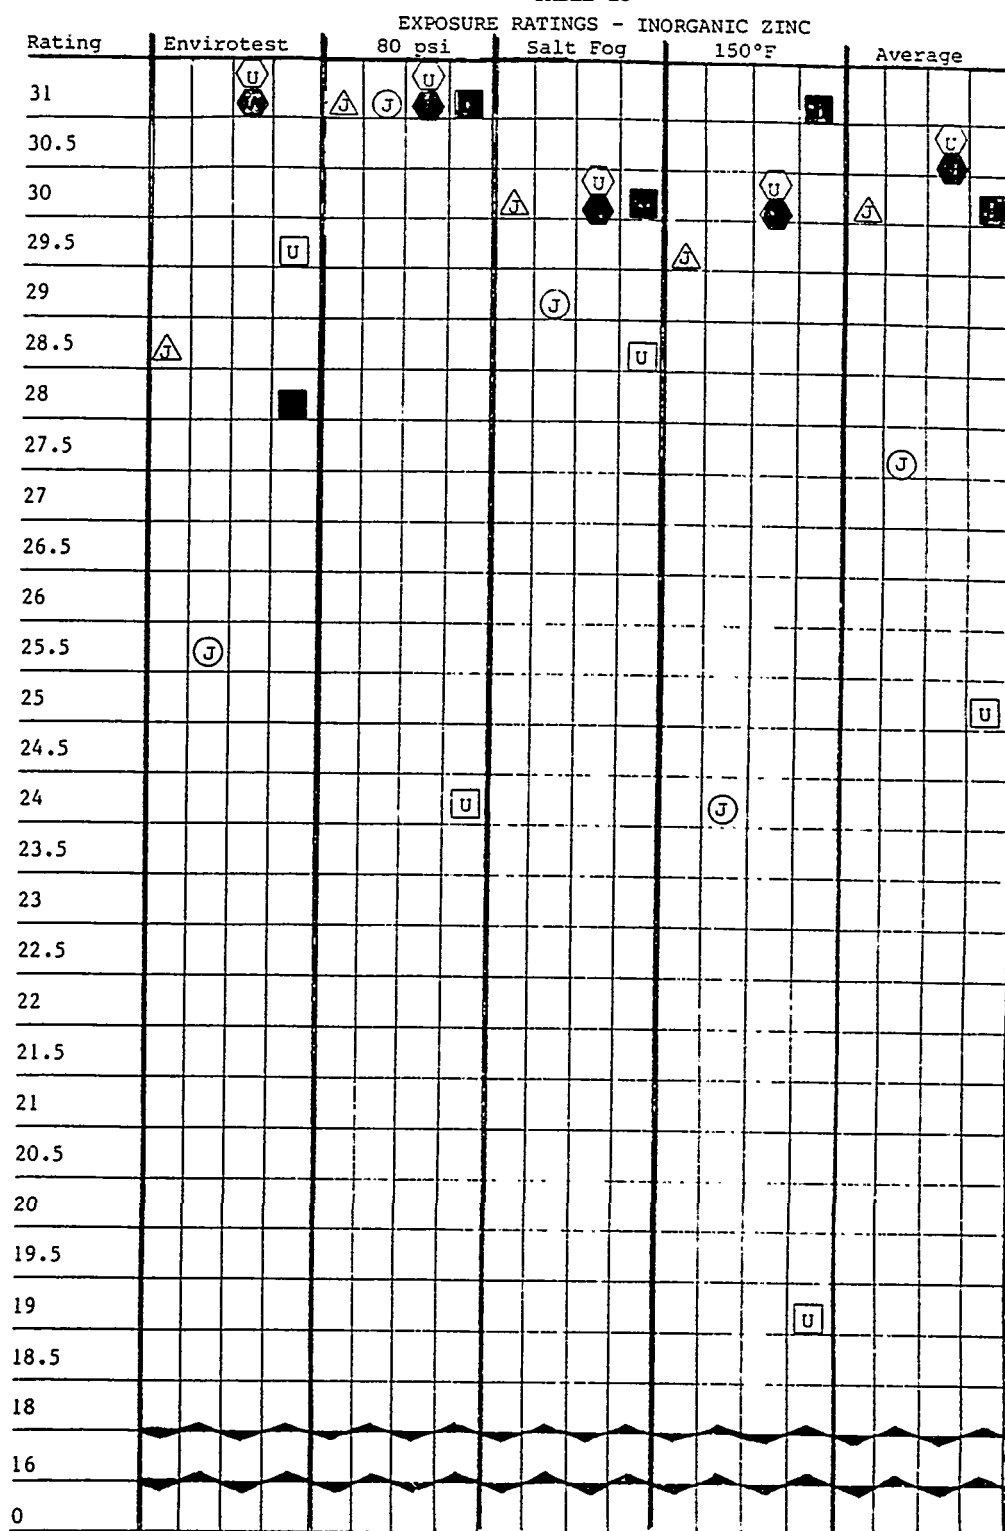 EXPOSURE RATINGS - INORGANIC ZINC
Rating Envirotest 80 psi Salt Fog 150°F Average
U U
31 J J
30.5 U
30 J U U J
29.5 U J
29 J
28.5 J U
28
27.5 J
27
26.5
26
25.5 J
25 U
24.5
24 U J
23.5
23
22.5
22
21.5
21
20.5
20
19.5
19 U
18.5
18
16
0